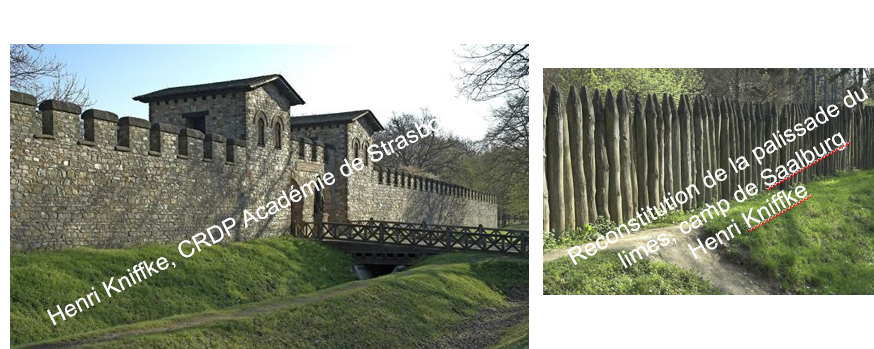 Henri Kniffke, CRDP Académie de Strasbo
Reconstitution de la palissade du
limes, camp de Saalburg
Henri Kniffke